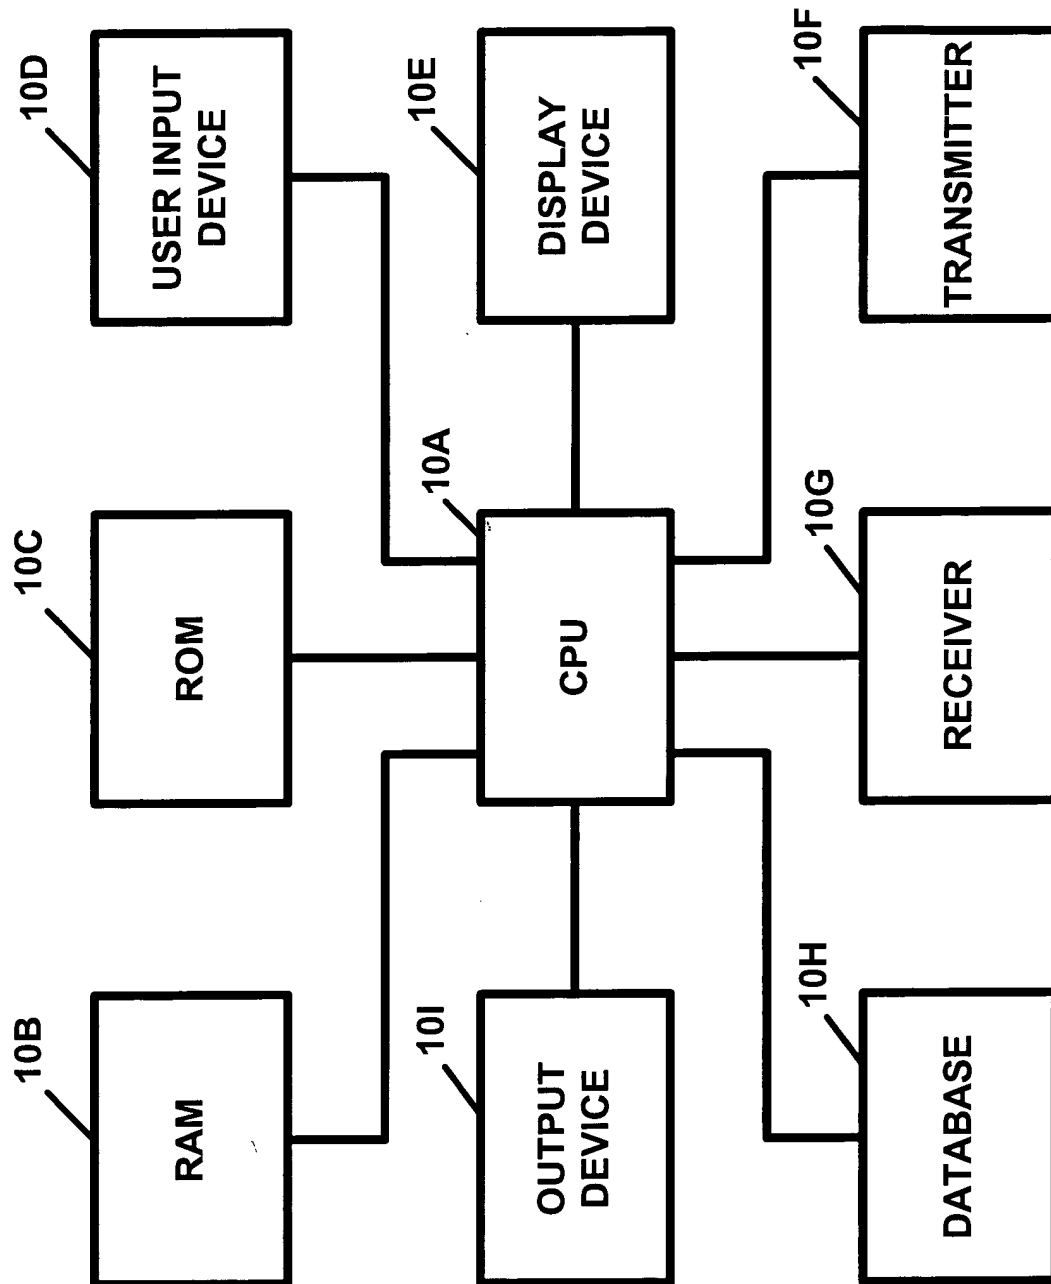 10B
RAM
10C
ROM
10D
USER INPUT
DEVICE
10I
OUTPUT
DEVICE
10A
CPU
10E
DISPLAY
DEVICE
10H
DATABASE
10G
RECEIVER
10F
TRANSMITTER